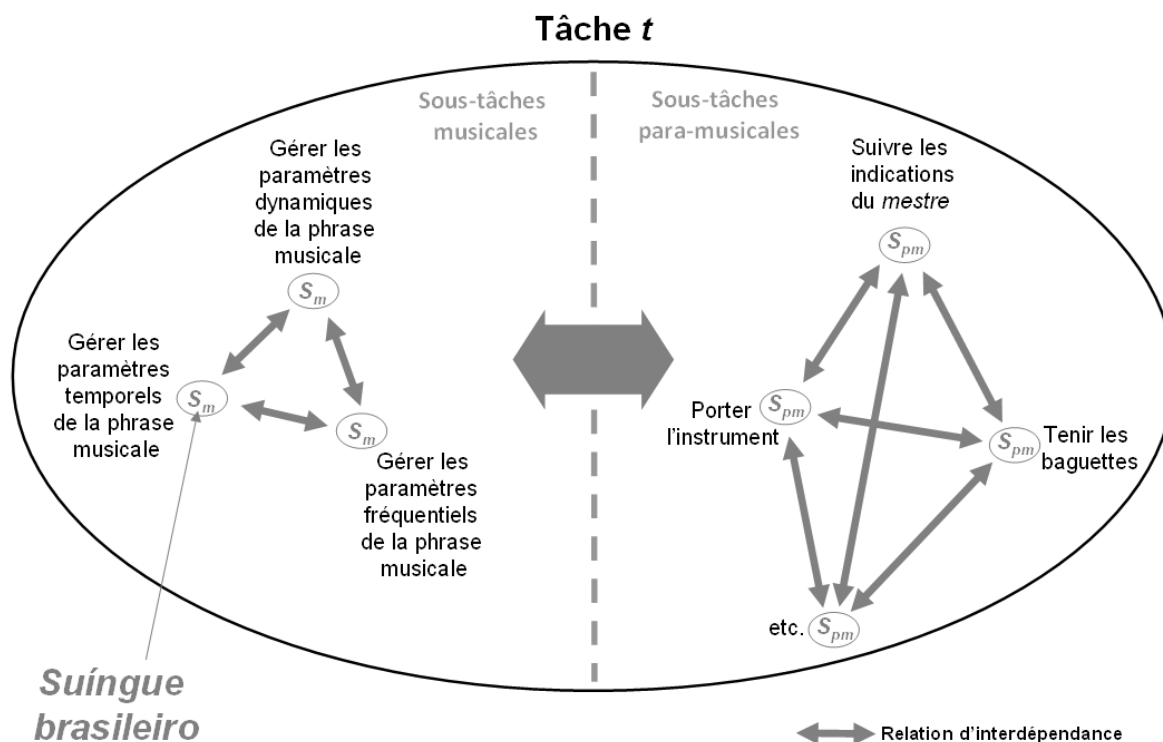 Tâche t
Sous-tâches
musicales
Sous-tâches
para-musicales
Gérer les
paramètres
dynamiques
de la phrase
musicale
Sm
Gérer les
paramètres
temporels
de la phrase
musicale
Sm
Sm
Gérer les
paramètres
fréquentiels
de la phrase
musicale
Suivre les
indications
du mestre
Spm
Porter
l'instrument
Spm
Spm
Tenir les
baguettes
etc.
Spm
Suíngue
brasileiro
Relation d'interdépendance